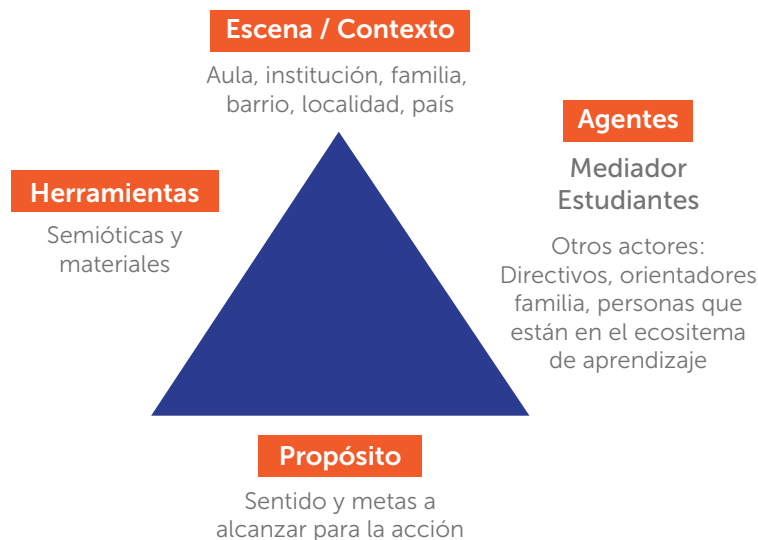 Escena / Contexto
Aula, institución, familia,
barrio, localidad, país
Agentes
Mediador
Estudiantes
Otros actores:
Directivos, orientadores
familia, personas que
están en el ecositema
de aprendizaje
Herramientas
Semióticas y
materiales
Propósito
Sentido y metas a
alcanzar para la acción